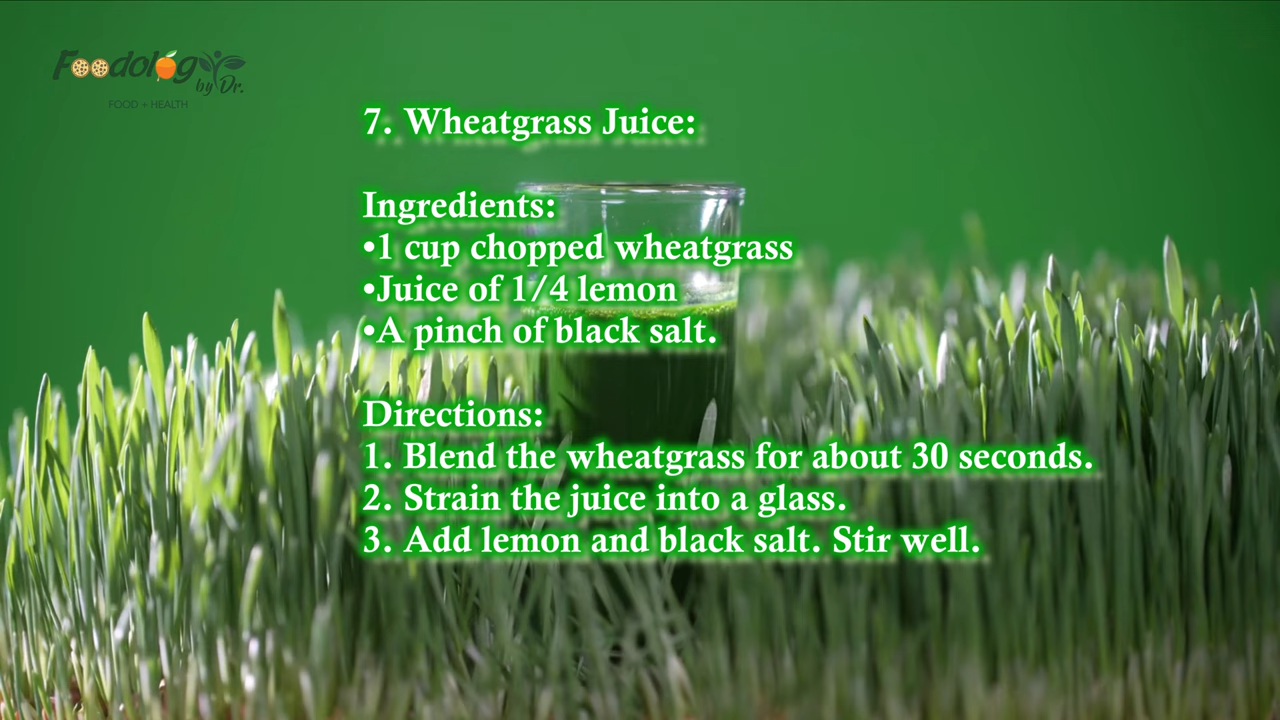 Foodology
by Dr.
FOOD + HEALTH
7. Wheatgrass Juice:
Ingredients:
•1 cup chopped wheatgrass
•Juice of 1/4 lemon
•A pinch of black salt.
Directions:
1. Blend the wheatgrass for about 30 seconds.
2. Strain the juice into a glass.
3. Add lemon and black salt. Stir well.